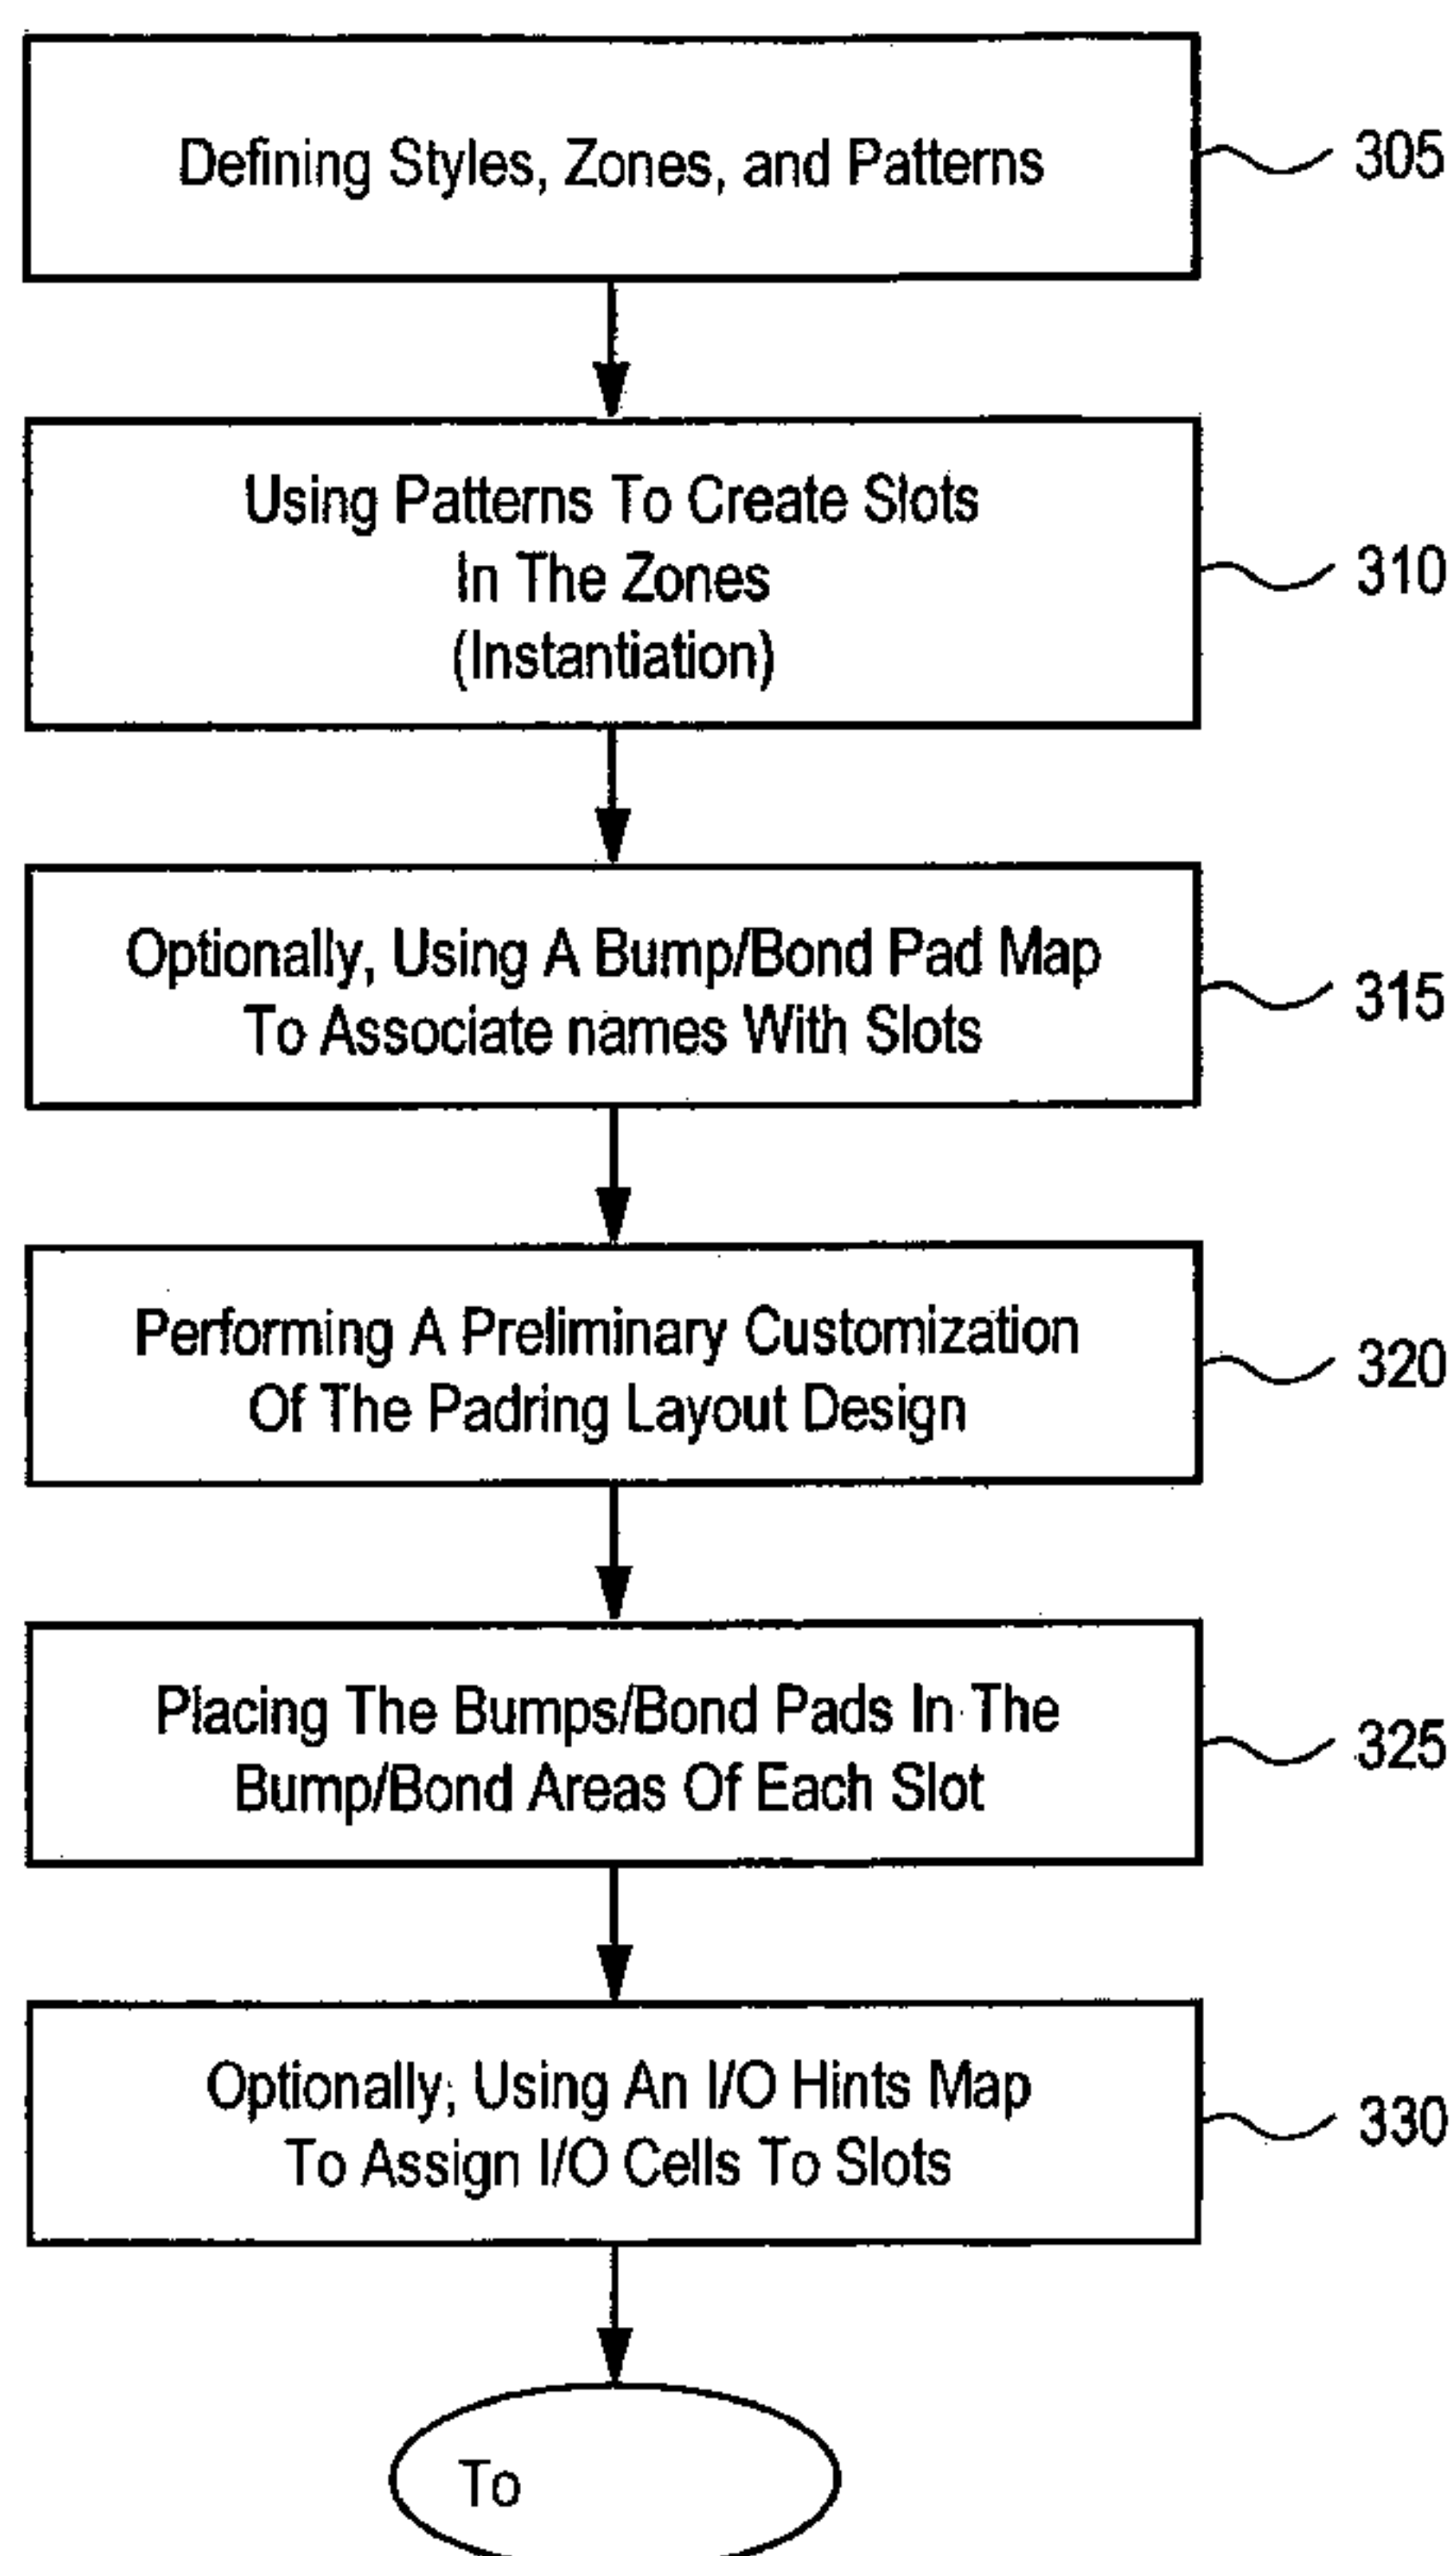 Defining Styles, Zones, and Patterns
305
Using Patterns To Create Slots
In The Zones
(Instantiation)
310
Optionally, Using A Bump/Bond Pad Map
To Associate names With Slots
315
Performing A Preliminary Customization
Of The Padring Layout Design
320
Placing The Bumps/Bond Pads In The
Bump/Bond Areas Of Each Slot
325
Optionally, Using An I/O Hints Map
To Assign I/O Cells To Slots
330
To